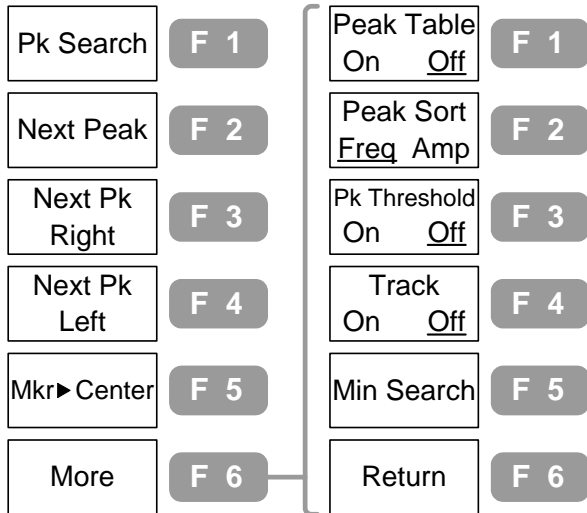 Pk Search
F 1
Next Peak
F 2
Next Pk
Right
F 3
Next Pk
Left
F 4
Mkr▶Center
F 5
More
F 6
Peak Table
On Off
F 1
Peak Sort
Freq Amp
F 2
Pk Threshold
On Off
F 3
Track
On Off
F 4
Min Search
F 5
Return
F 6